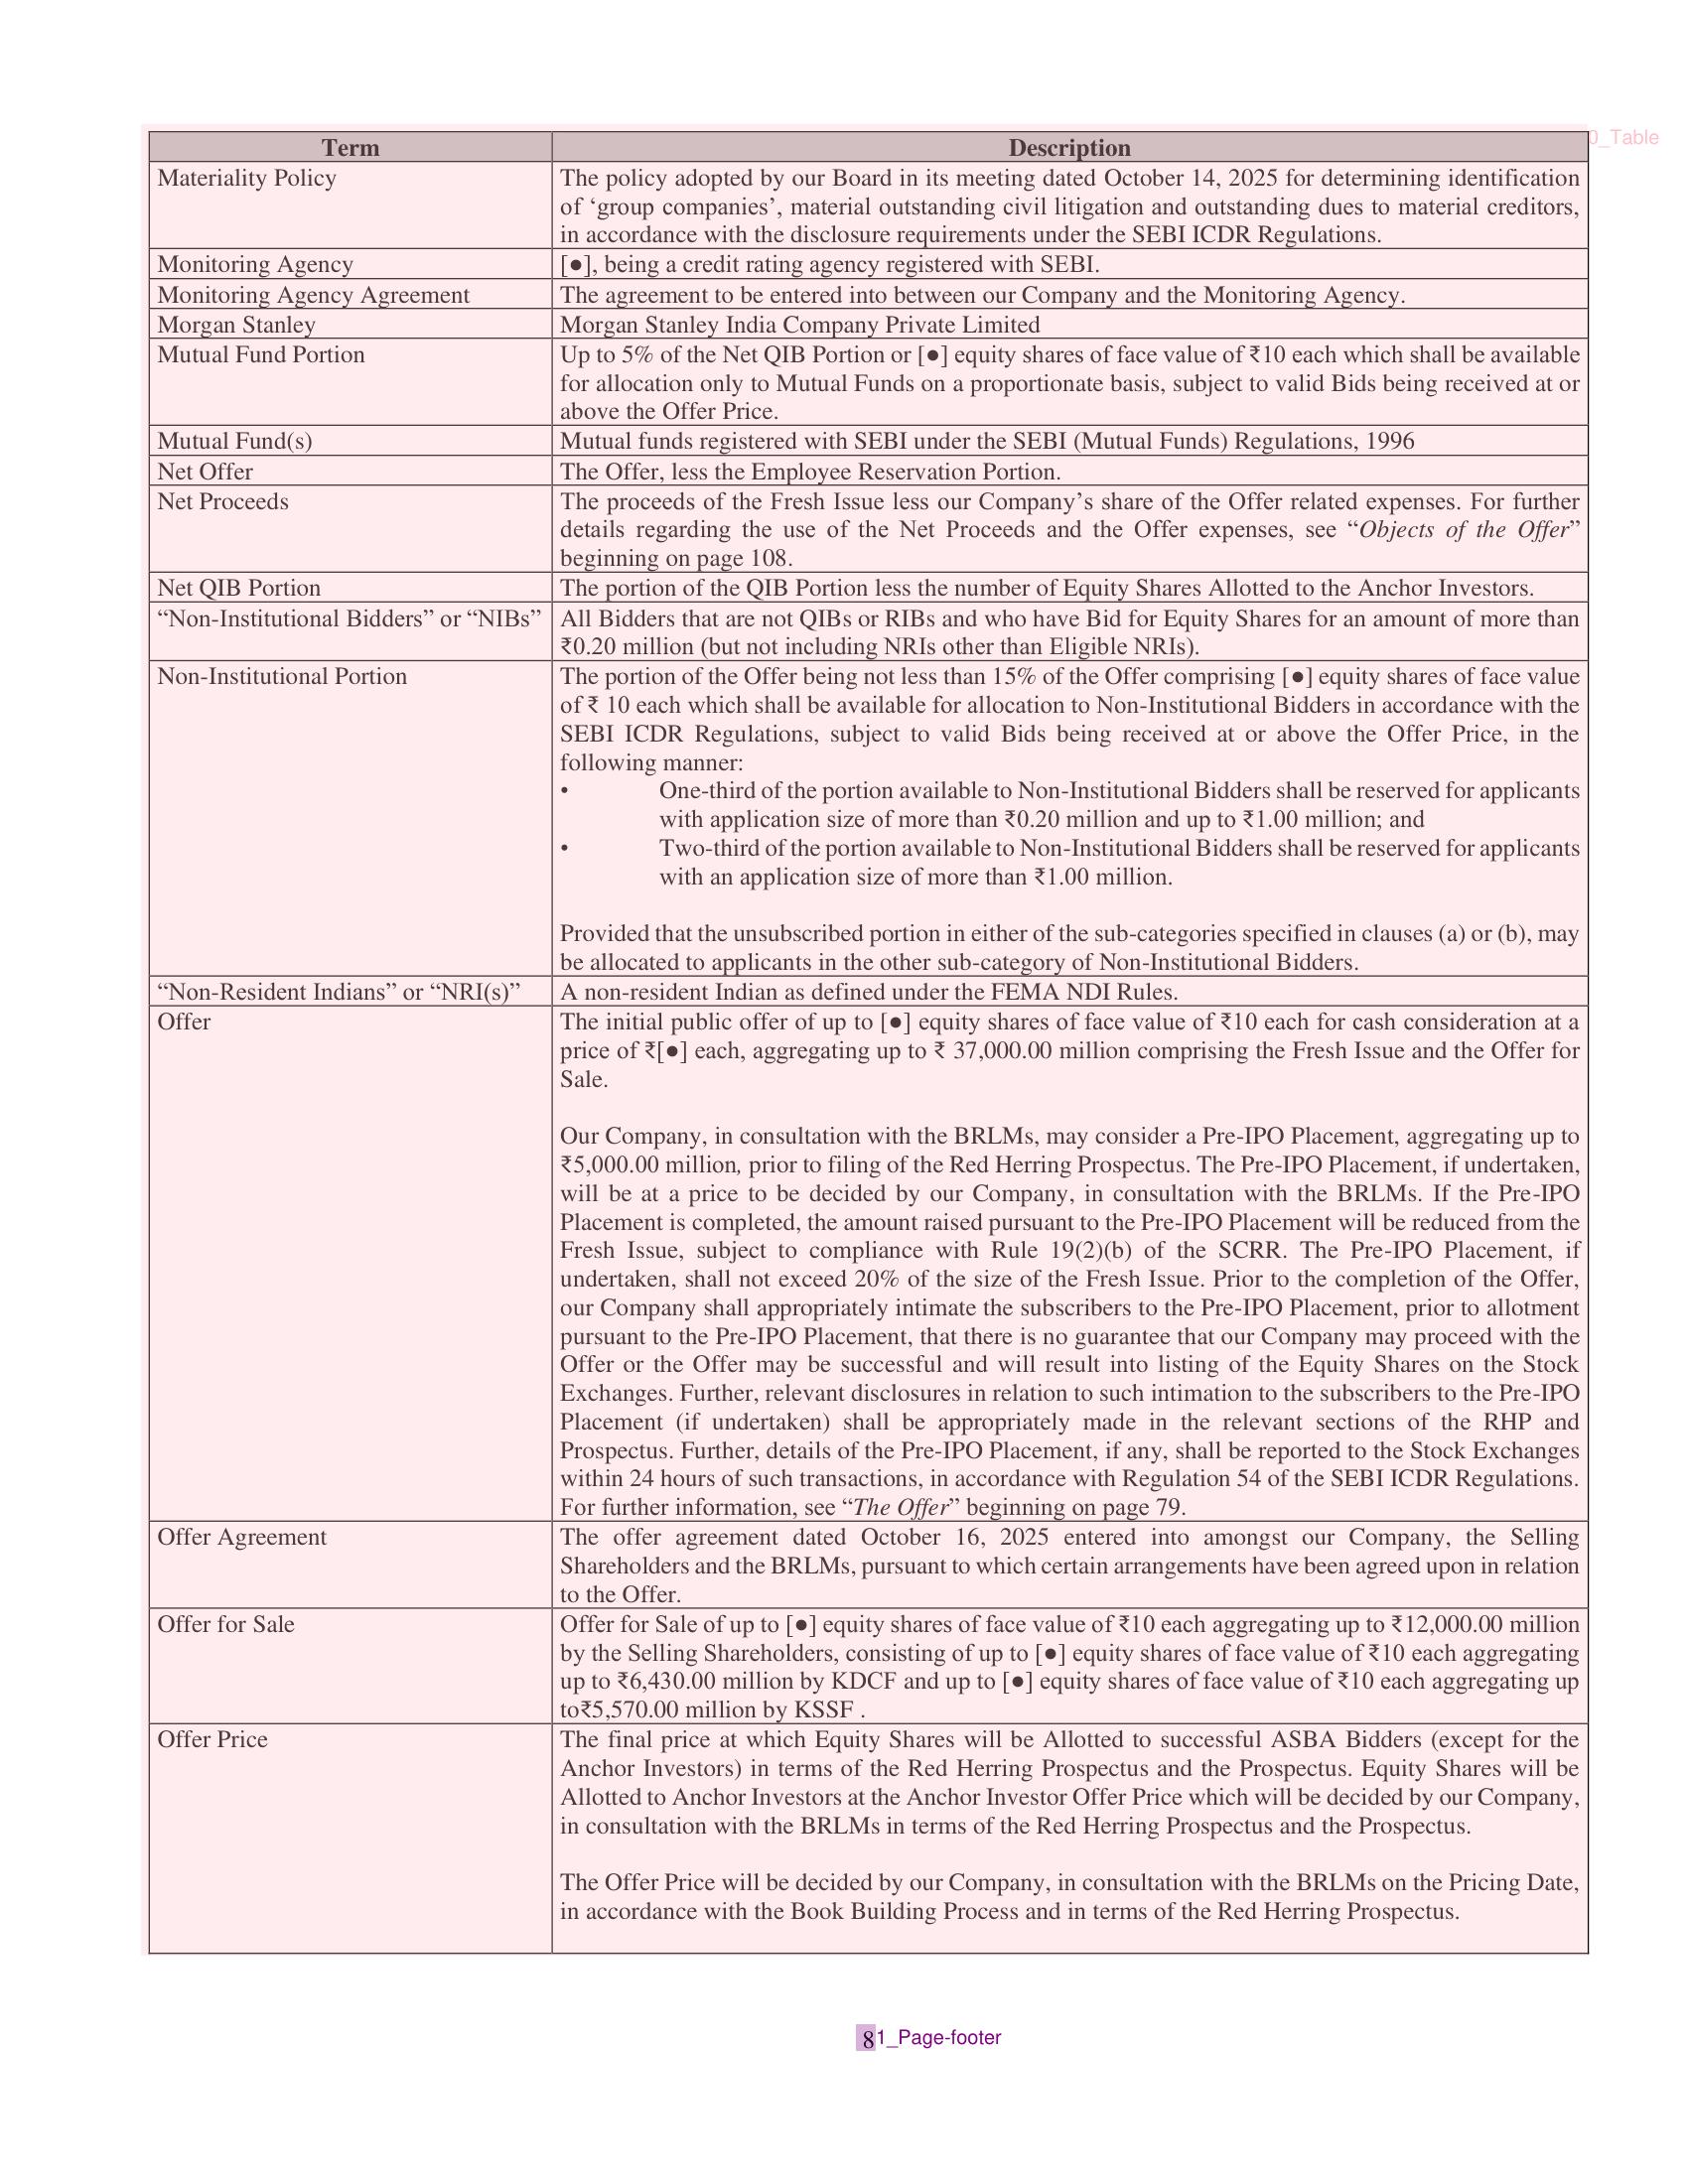 0_Table
Term Description
Materiality Policy The policy adopted by our Board in its meeting dated October 14, 2025 for determining identification
of ‘group companies’, material outstanding civil litigation and outstanding dues to material creditors,
in accordance with the disclosure requirements under the SEBI ICDR Regulations.
Monitoring Agency [●], being a credit rating agency registered with SEBI.
Monitoring Agency Agreement The agreement to be entered into between our Company and the Monitoring Agency.
Morgan Stanley Morgan Stanley India Company Private Limited
Mutual Fund Portion Up to 5% of the Net QIB Portion or [●] equity shares of face value of ₹10 each which shall be available
for allocation only to Mutual Funds on a proportionate basis, subject to valid Bids being received at or
above the Offer Price.
Mutual Fund(s) Mutual funds registered with SEBI under the SEBI (Mutual Funds) Regulations, 1996
Net Offer The Offer, less the Employee Reservation Portion.
Net Proceeds The proceeds of the Fresh Issue less our Company’s share of the Offer related expenses. For further
details regarding the use of the Net Proceeds and the Offer expenses, see “Objects of the Offer”
beginning on page 108.
Net QIB Portion The portion of the QIB Portion less the number of Equity Shares Allotted to the Anchor Investors.
“Non-Institutional Bidders” or “NIBs” All Bidders that are not QIBs or RIBs and who have Bid for Equity Shares for an amount of more than
₹0.20 million (but not including NRIs other than Eligible NRIs).
Non-Institutional Portion The portion of the Offer being not less than 15% of the Offer comprising [●] equity shares of face value
of ₹ 10 each which shall be available for allocation to Non-Institutional Bidders in accordance with the
SEBI ICDR Regulations, subject to valid Bids being received at or above the Offer Price, in the
following manner:
• One-third of the portion available to Non-Institutional Bidders shall be reserved for applicants
with application size of more than ₹0.20 million and up to ₹1.00 million; and
• Two-third of the portion available to Non-Institutional Bidders shall be reserved for applicants
with an application size of more than ₹1.00 million.
Provided that the unsubscribed portion in either of the sub-categories specified in clauses (a) or (b), may
be allocated to applicants in the other sub-category of Non-Institutional Bidders.
“Non-Resident Indians” or “NRI(s)” A non-resident Indian as defined under the FEMA NDI Rules.
Offer The initial public offer of up to [●] equity shares of face value of ₹10 each for cash consideration at a
price of ₹[●] each, aggregating up to ₹ 37,000.00 million comprising the Fresh Issue and the Offer for
Sale.
Our Company, in consultation with the BRLMs, may consider a Pre-IPO Placement, aggregating up to
₹5,000.00 million, prior to filing of the Red Herring Prospectus. The Pre-IPO Placement, if undertaken,
will be at a price to be decided by our Company, in consultation with the BRLMs. If the Pre-IPO
Placement is completed, the amount raised pursuant to the Pre-IPO Placement will be reduced from the
Fresh Issue, subject to compliance with Rule 19(2)(b) of the SCRR. The Pre-IPO Placement, if
undertaken, shall not exceed 20% of the size of the Fresh Issue. Prior to the completion of the Offer,
our Company shall appropriately intimate the subscribers to the Pre-IPO Placement, prior to allotment
pursuant to the Pre-IPO Placement, that there is no guarantee that our Company may proceed with the
Offer or the Offer may be successful and will result into listing of the Equity Shares on the Stock
Exchanges. Further, relevant disclosures in relation to such intimation to the subscribers to the Pre-IPO
Placement (if undertaken) shall be appropriately made in the relevant sections of the RHP and
Prospectus. Further, details of the Pre-IPO Placement, if any, shall be reported to the Stock Exchanges
within 24 hours of such transactions, in accordance with Regulation 54 of the SEBI ICDR Regulations.
For further information, see “The Offer” beginning on page 79.
Offer Agreement The offer agreement dated October 16, 2025 entered into amongst our Company, the Selling
Shareholders and the BRLMs, pursuant to which certain arrangements have been agreed upon in relation
to the Offer.
Offer for Sale Offer for Sale of up to [●] equity shares of face value of ₹10 each aggregating up to ₹12,000.00 million
by the Selling Shareholders, consisting of up to [●] equity shares of face value of ₹10 each aggregating
up to ₹6,430.00 million by KDCF and up to [●] equity shares of face value of ₹10 each aggregating up
to₹5,570.00 million by KSSF .
Offer Price The final price at which Equity Shares will be Allotted to successful ASBA Bidders (except for the
Anchor Investors) in terms of the Red Herring Prospectus and the Prospectus. Equity Shares will be
Allotted to Anchor Investors at the Anchor Investor Offer Price which will be decided by our Company,
in consultation with the BRLMs in terms of the Red Herring Prospectus and the Prospectus.
The Offer Price will be decided by our Company, in consultation with the BRLMs on the Pricing Date,
in accordance with the Book Building Process and in terms of the Red Herring Prospectus.
8 1_Page-footer